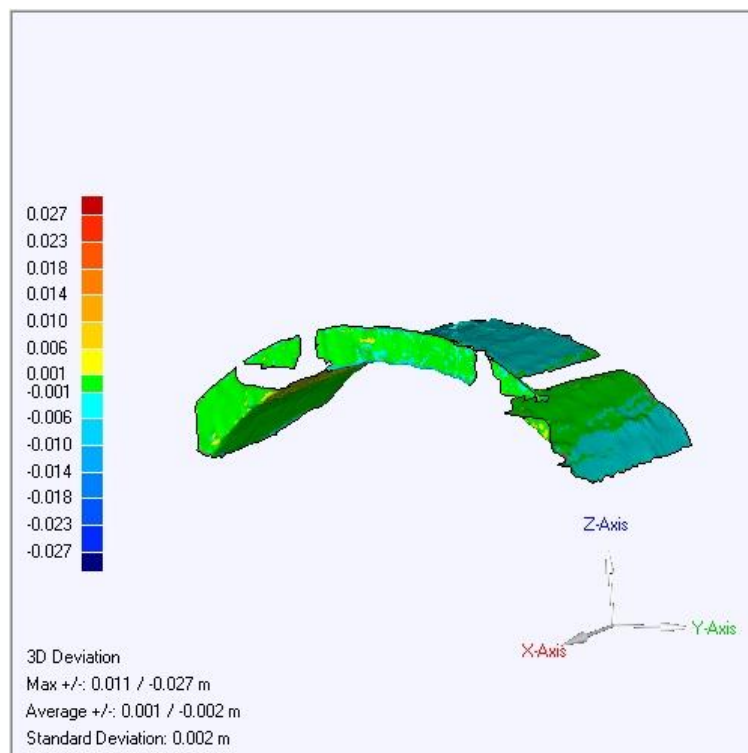 0.027
0.023
0.018
0.014
0.010
0.006
0.001
-0.001
-0.006
-0.010
-0.014
-0.018
-0.023
-0.027
Z-Axis
Y-Axis
X-Axis
3D Deviation
Max +/-: 0.011 / -0.027 m
Average +/-: 0.001 / -0.002 m
Standard Deviation: 0.002 m